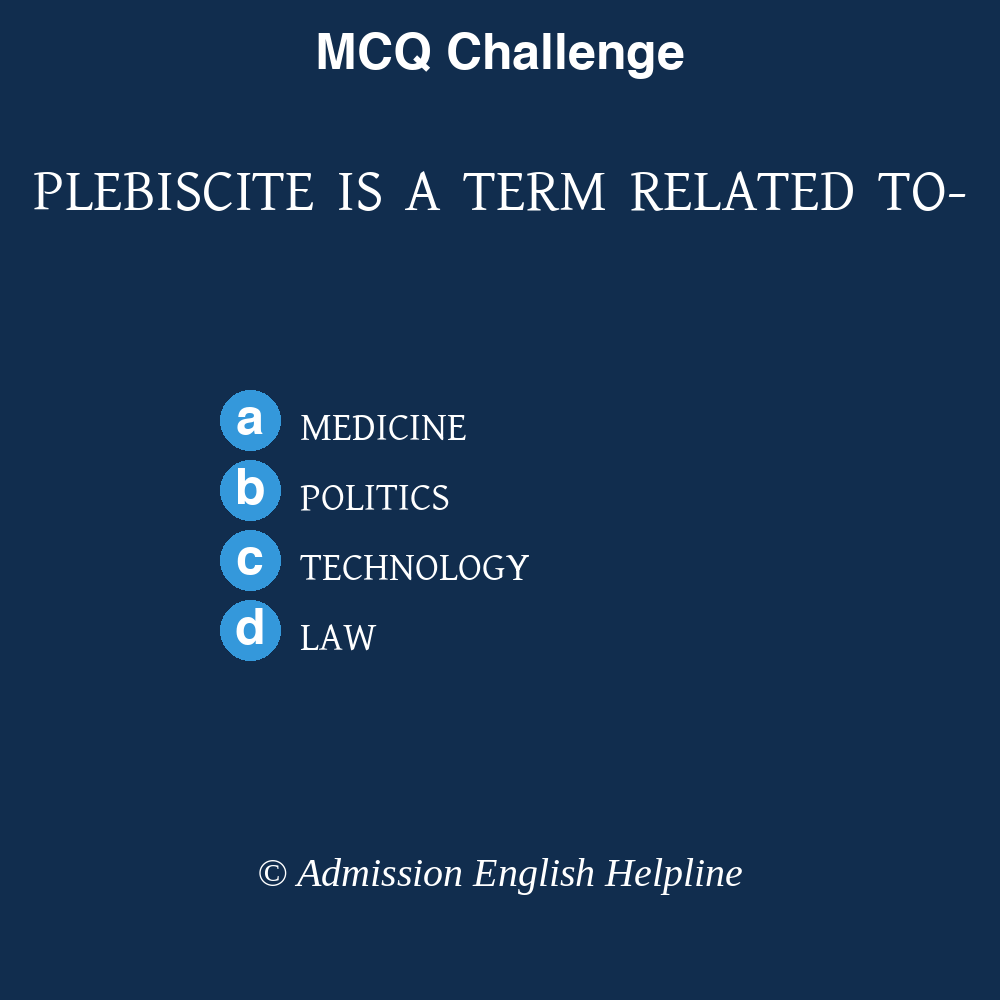 MCQ Challenge
PLEBISCITE IS A TERM RELATED TO-
a MEDICINE
b POLITICS
c TECHNOLOGY
d LAW
© Admission English Helpline